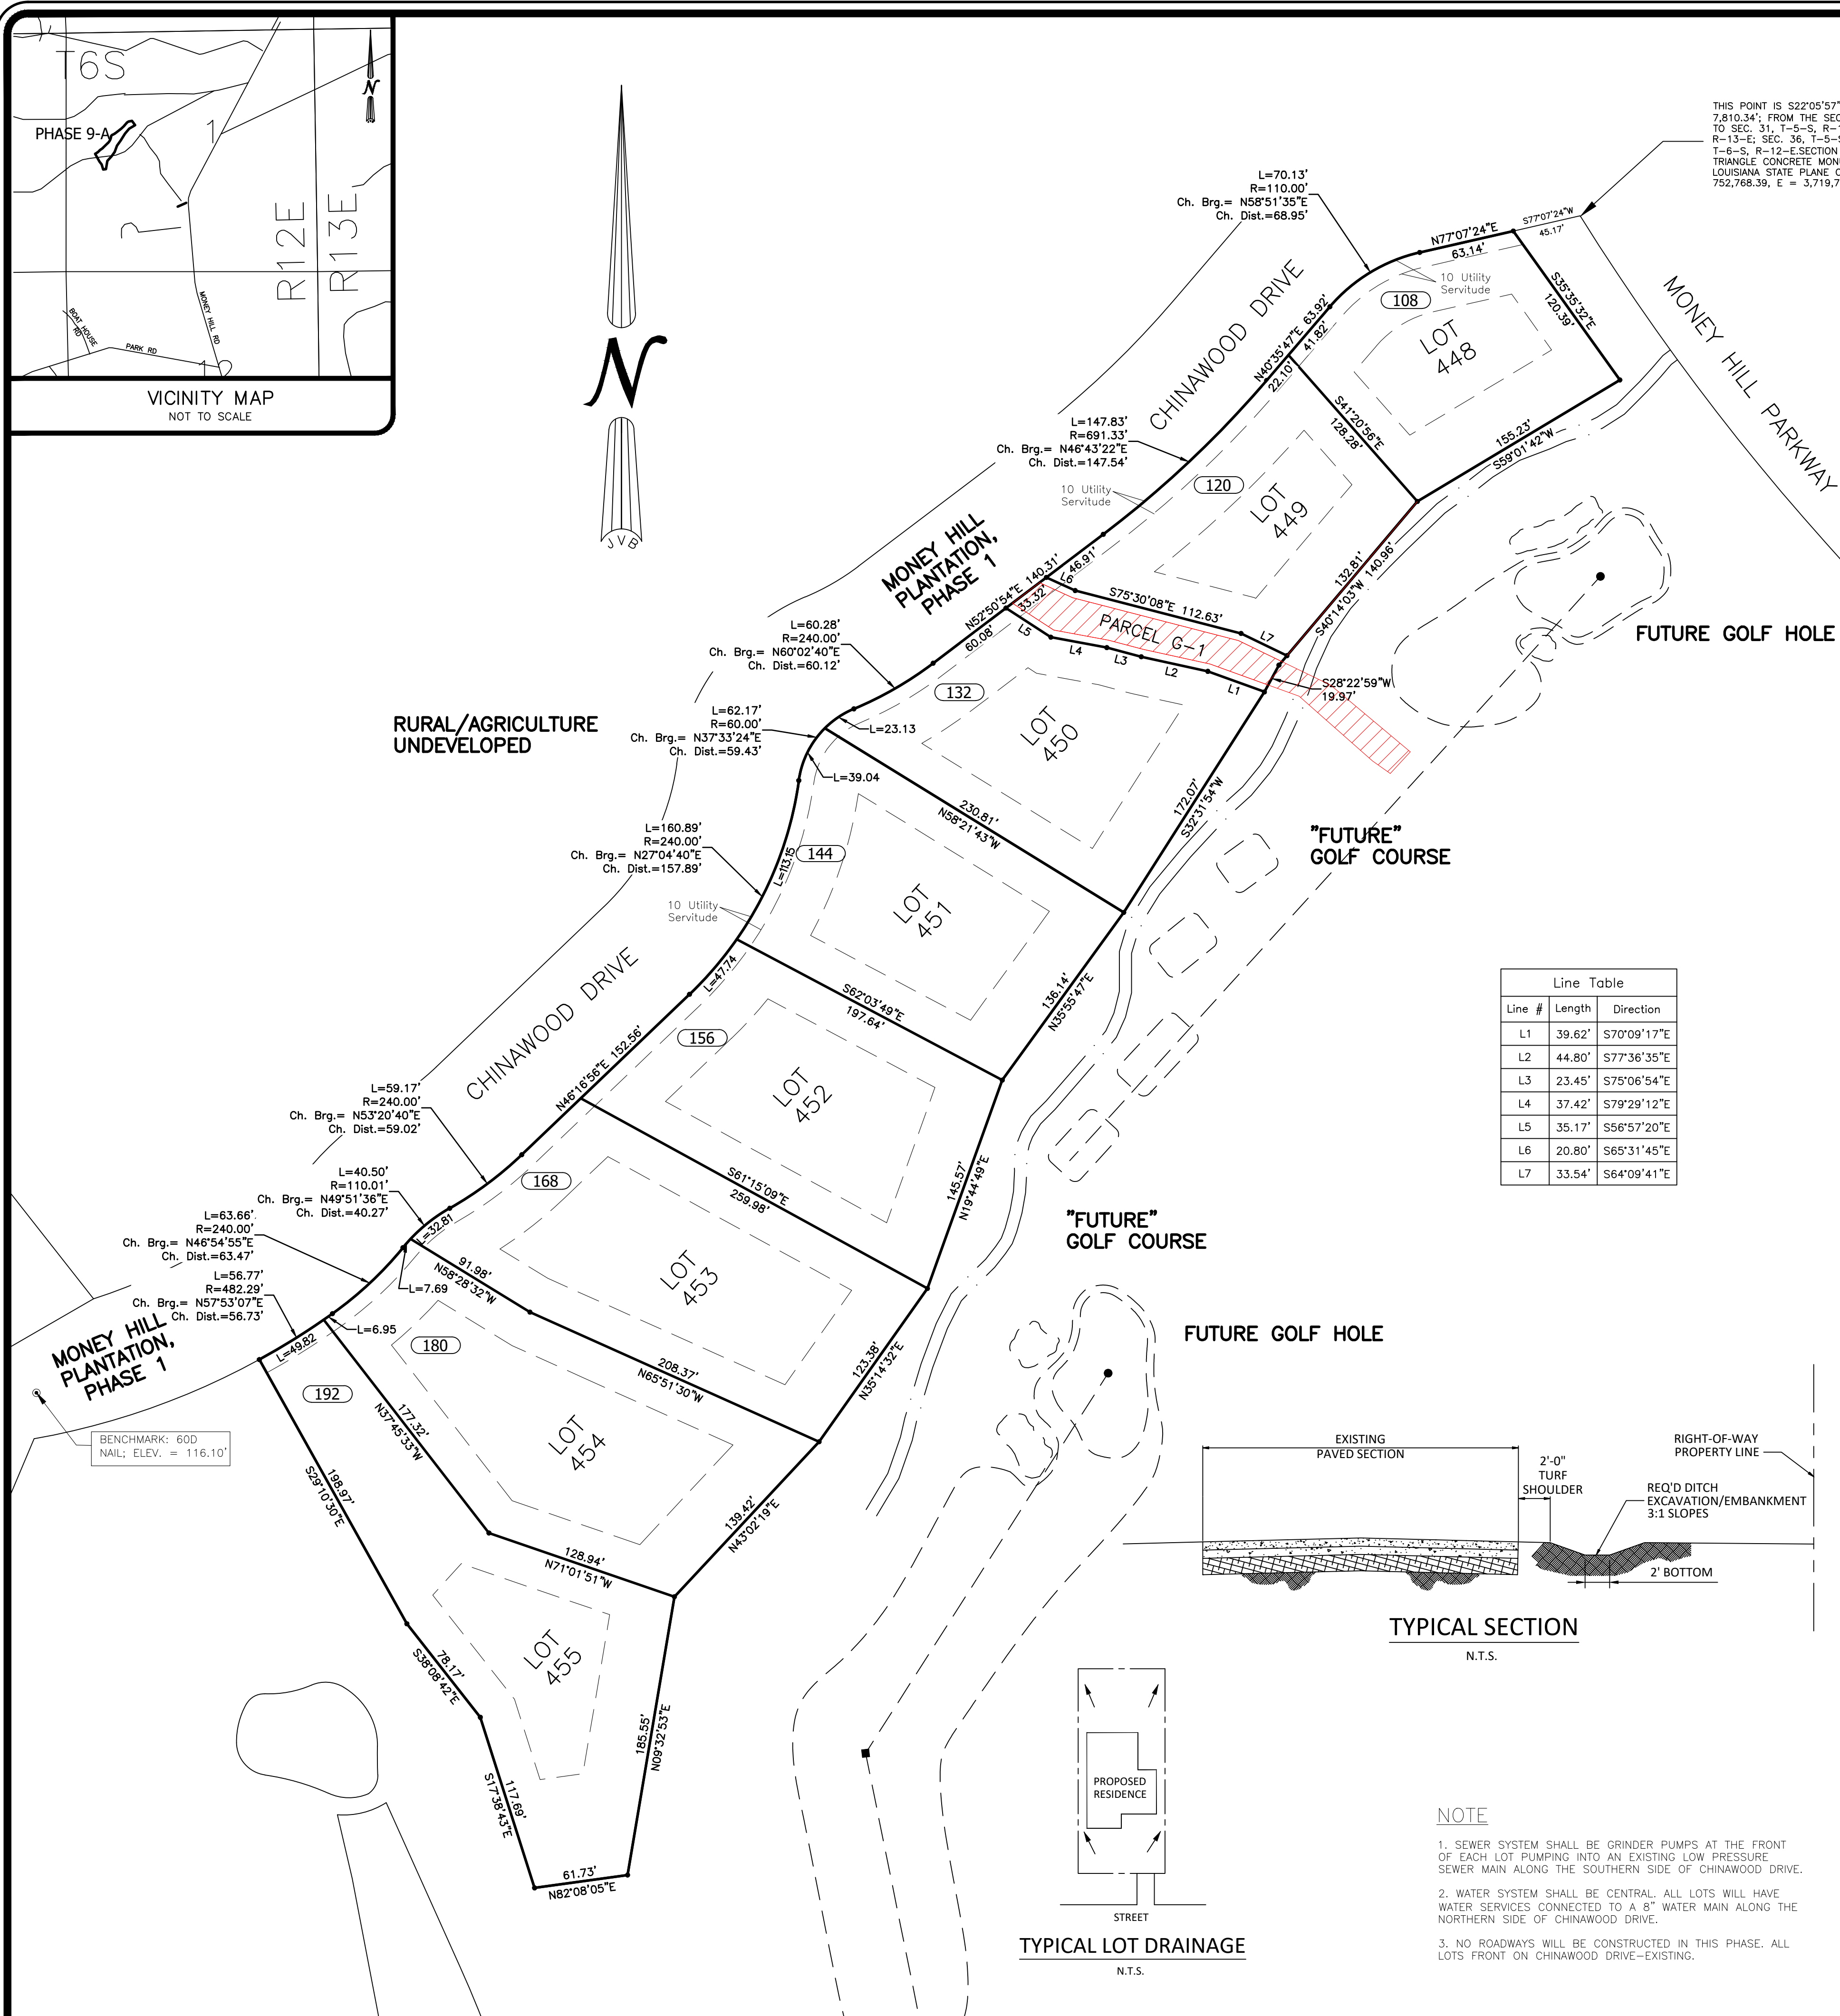 T6S
PHASE 9-A
1
R12E
R13E
N
MONEY HILL RD
BOAT HOUSE
RD
PARK RD
12
VICINITY MAP
NOT TO SCALE
N
JVB
THIS POINT IS S22°05'57"
7,810.34'; FROM THE SEC
TO SEC. 31, T-5-S, R-1
R-13-E; SEC. 36, T-5-S
T-6-S, R-12-E.SECTION
TRIANGLE CONCRETE MON
LOUISIANA STATE PLANE C
752,768.39, E = 3,719,7
L=70.13'
R=110.00'
Ch. Brg.= N58°51'35"E
Ch. Dist.=68.95'
N77°07'24"E
63.14'
S77°07'24"W
45.17'
10 Utility
Servitude
108
LOT
448
S35°35'32"E
120.39'
MONEY HILL PARKWAY
CHINAWOOD DRIVE
N40°35'47"E 63.92'
41.82'
22.10'
S41°20'56"E
128.28'
155.23'
S59°01'42"W
L=147.83'
R=691.33'
Ch. Brg.= N46°43'22"E
Ch. Dist.=147.54'
10 Utility
Servitude
120
LOT
449
132.81'
S40°14'03"W 140.96'
MONEY HILL
PLANTATION,
PHASE 1
N52°50'54"E 140.31'
46.91'
33.32'
60.08'
L6
S75°30'08"E 112.63'
L7
PARCEL G-1
L5
L4
L3
L2
L1
S28°22'59"W
19.97'
FUTURE GOLF HOLE
L=60.28'
R=240.00'
Ch. Brg.= N60°02'40"E
Ch. Dist.=60.12'
132
LOT
450
RURAL/AGRICULTURE
UNDEVELOPED
L=62.17'
R=60.00'
Ch. Brg.= N37°33'24"E
Ch. Dist.=59.43'
L=23.13
L=39.04
230.81'
N58°21'43"W
172.07'
S32°31'54"W
"FUTURE"
GOLF COURSE
L=160.89'
R=240.00'
Ch. Brg.= N27°04'40"E
Ch. Dist.=157.89'
L=113.15
144
LOT
451
10 Utility
Servitude
L=47.74
S62°03'49"E
197.64'
136.14'
N35°55'47"E
Line Table
Line # Length Direction
L1 39.62' S70°09'17"E
L2 44.80' S77°36'35"E
L3 23.45' S75°06'54"E
L4 37.42' S79°29'12"E
L5 35.17' S56°57'20"E
L6 20.80' S65°31'45"E
L7 33.54' S64°09'41"E
CHINAWOOD DRIVE
156
LOT
452
N46°16'56"E 152.56'
L=59.17'
R=240.00'
Ch. Brg.= N53°20'40"E
Ch. Dist.=59.02'
S61°15'09"E
259.98'
145.57'
N19°44'49"E
L=40.50'
R=110.01'
Ch. Brg.= N49°51'36"E
Ch. Dist.=40.27'
168
LOT
453
L=32.81
L=63.66'
R=240.00'
Ch. Brg.= N46°54'55"E
Ch. Dist.=63.47'
91.98'
N58°28'32"W
L=7.69
"FUTURE"
GOLF COURSE
L=56.77'
R=482.29'
Ch. Brg.= N57°53'07"E
Ch. Dist.=56.73'
L=6.95
L=49.82
MONEY HILL
PLANTATION,
PHASE 1
180
LOT
454
208.37'
N65°51'30"W
123.38'
N35°14'32"E
FUTURE GOLF HOLE
192
177.32'
N37°45'33"W
BENCHMARK: 60D
NAIL; ELEV. = 116.10'
198.97'
S29°10'30"E
128.94'
N71°01'51"W
139.42'
N43°02'19"E
LOT
455
78.17'
S38°08'42"E
117.69'
S17°38'43"E
185.55'
N09°32'53"E
61.73'
N82°08'05"E
EXISTING
PAVED SECTION
2'-0"
TURF
SHOULDER
RIGHT-OF-WAY
PROPERTY LINE
REQ'D DITCH
EXCAVATION/EMBANKMENT
3:1 SLOPES
2' BOTTOM
TYPICAL SECTION
N.T.S.
PROPOSED
RESIDENCE
STREET
TYPICAL LOT DRAINAGE
N.T.S.
NOTE
1. SEWER SYSTEM SHALL BE GRINDER PUMPS AT THE FRONT
OF EACH LOT PUMPING INTO AN EXISTING LOW PRESSURE
SEWER MAIN ALONG THE SOUTHERN SIDE OF CHINAWOOD DRIVE.
2. WATER SYSTEM SHALL BE CENTRAL. ALL LOTS WILL HAVE
WATER SERVICES CONNECTED TO A 8" WATER MAIN ALONG THE
NORTHERN SIDE OF CHINAWOOD DRIVE.
3. NO ROADWAYS WILL BE CONSTRUCTED IN THIS PHASE. ALL
LOTS FRONT ON CHINAWOOD DRIVE-EXISTING.